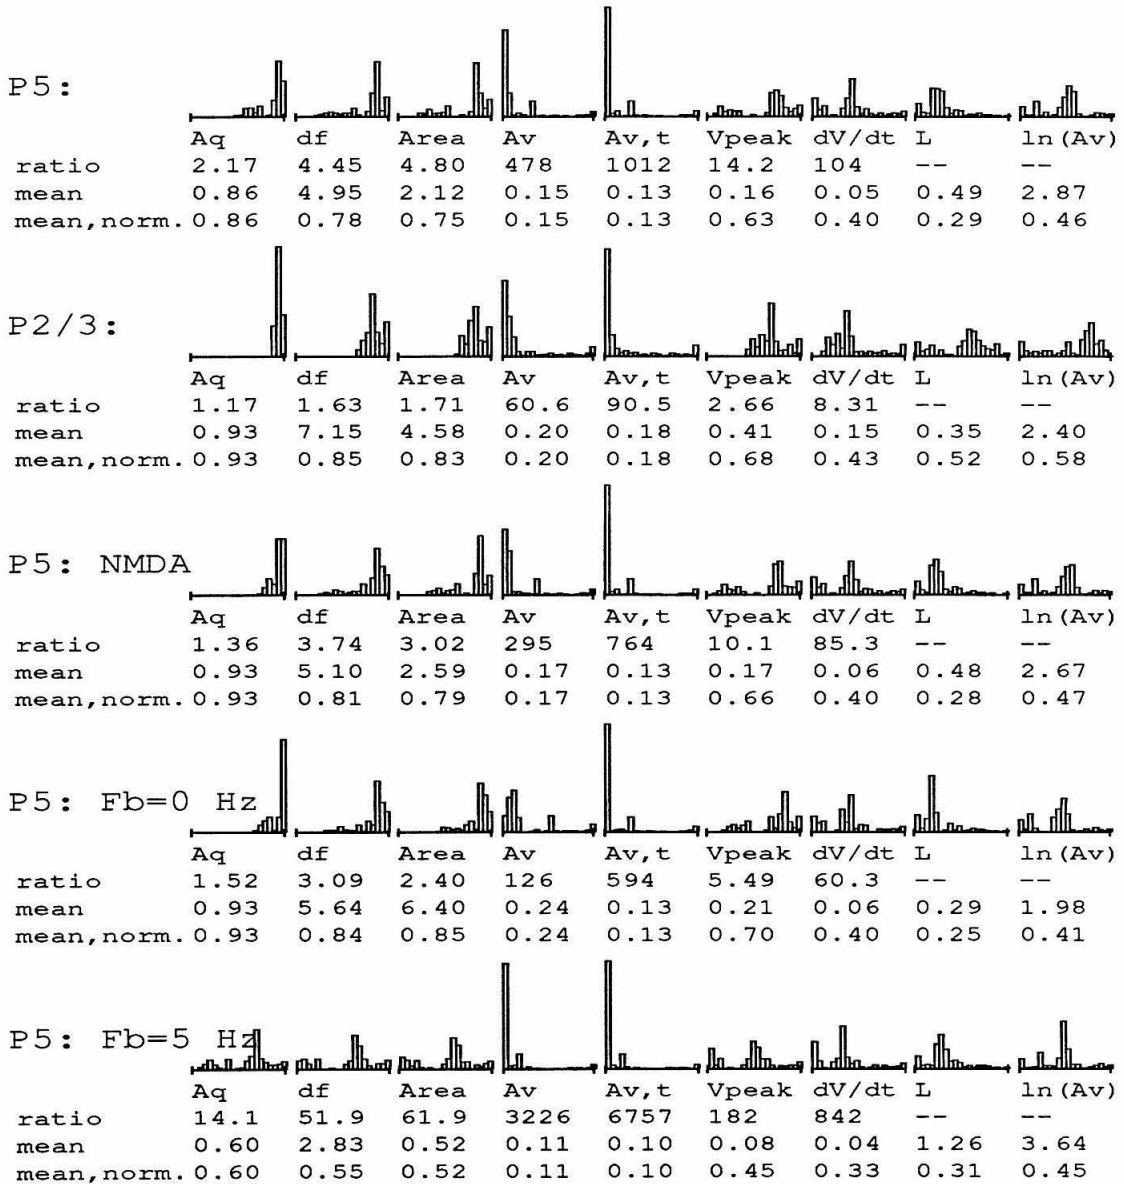 P5:
Aq df Area Av Av,t Vpeak dV/dt L ln(Av)
ratio 2.17 4.45 4.80 478 1012 14.2 104 -- --
mean 0.86 4.95 2.12 0.15 0.13 0.16 0.05 0.49 2.87
mean,norm. 0.86 0.78 0.75 0.15 0.13 0.63 0.40 0.29 0.46
P2/3:
Aq df Area Av Av,t Vpeak dV/dt L ln(Av)
ratio 1.17 1.63 1.71 60.6 90.5 2.66 8.31 -- --
mean 0.93 7.15 4.58 0.20 0.18 0.41 0.15 0.35 2.40
mean,norm. 0.93 0.85 0.83 0.20 0.18 0.68 0.43 0.52 0.58
P5: NMDA
Aq df Area Av Av,t Vpeak dV/dt L ln(Av)
ratio 1.36 3.74 3.02 295 764 10.1 85.3 -- --
mean 0.93 5.10 2.59 0.17 0.13 0.17 0.06 0.48 2.67
mean,norm. 0.93 0.81 0.79 0.17 0.13 0.66 0.40 0.28 0.47
P5: Fb=0 Hz
Aq df Area Av Av,t Vpeak dV/dt L ln(Av)
ratio 1.52 3.09 2.40 126 594 5.49 60.3 -- --
mean 0.93 5.64 6.40 0.24 0.13 0.21 0.06 0.29 1.98
mean,norm. 0.93 0.84 0.85 0.24 0.13 0.70 0.40 0.25 0.41
P5: Fb=5 Hz
Aq df Area Av Av,t Vpeak dV/dt L ln(Av)
ratio 14.1 51.9 61.9 3226 6757 182 842 -- --
mean 0.60 2.83 0.52 0.11 0.10 0.08 0.04 1.26 3.64
mean,norm. 0.60 0.55 0.52 0.11 0.10 0.45 0.33 0.31 0.45